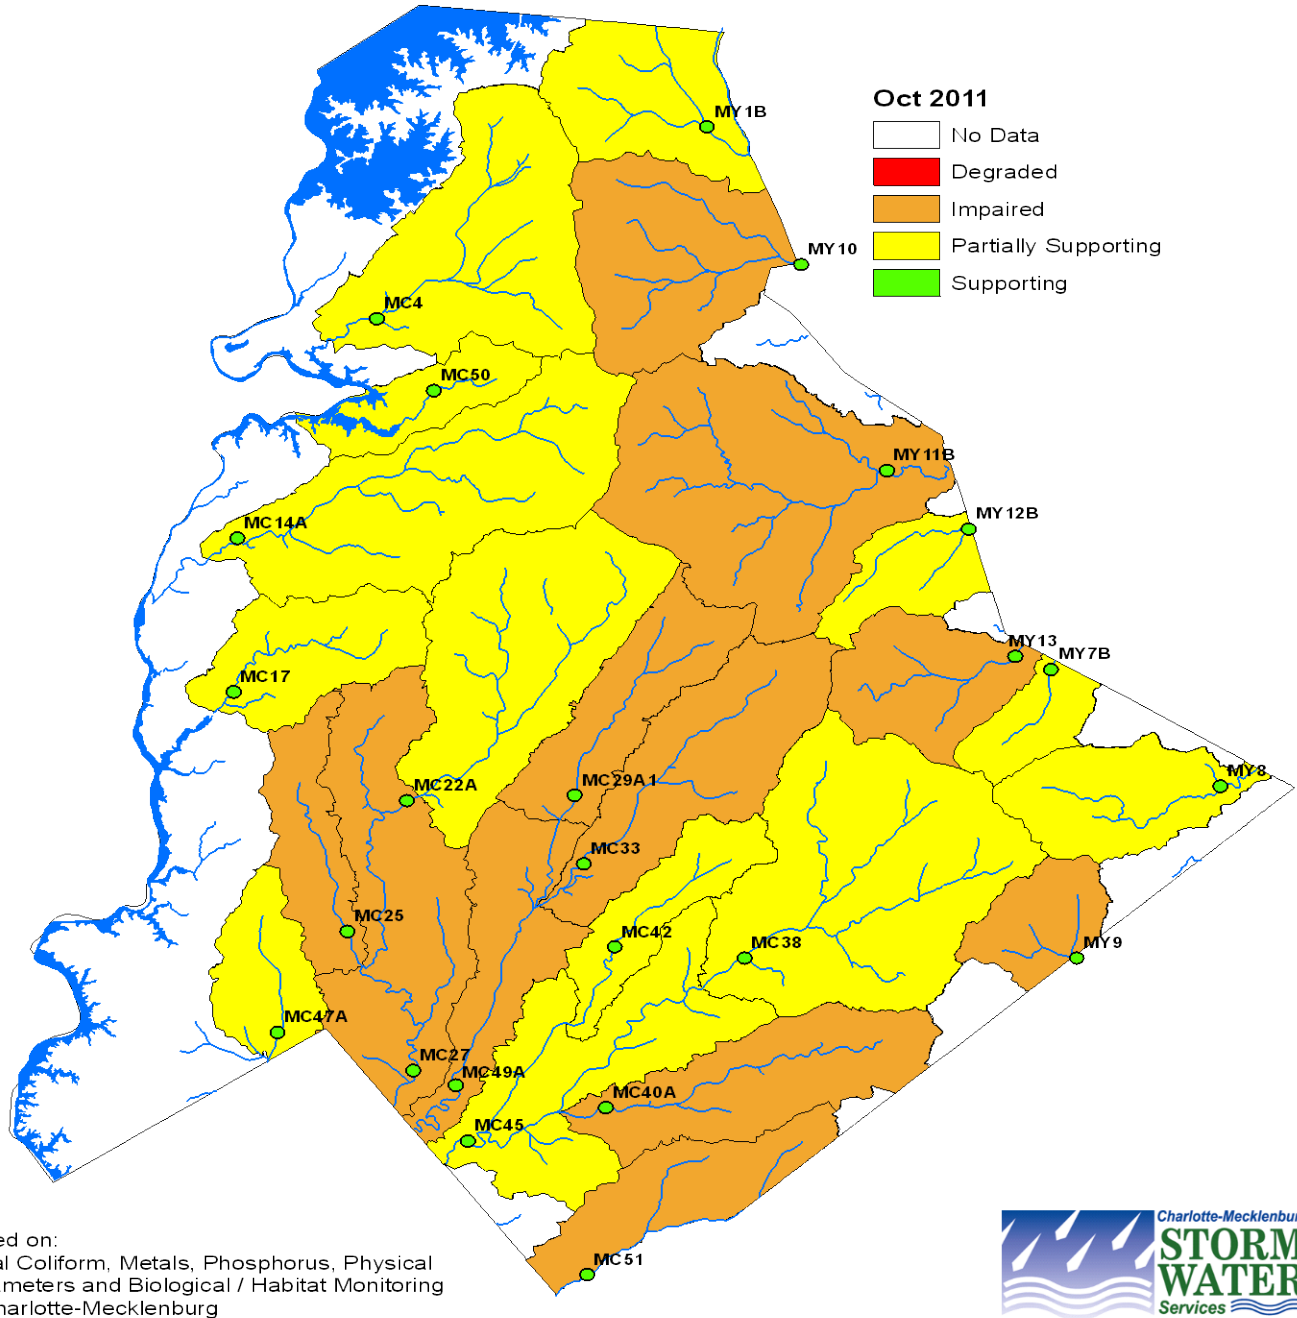 Oct 2011
No Data
Degraded
Impaired
Partially Supporting
Supporting
MY1B
MY10
MC4
MC50
MY11B
MY12B
MC14A
MY13
MY7B
MC17
MY8
MC22A
MC29A1
MC33
MC25
MC42
MC38
MY9
MC47A
MC27
MC49A
MC40A
MC45
MC51
ed on:
al Coliform, Metals, Phosphorus, Physical
ameters and Biological / Habitat Monitoring
harlotte-Mecklenburg
Charlotte-Mecklenbur
STORM
WATER
Services